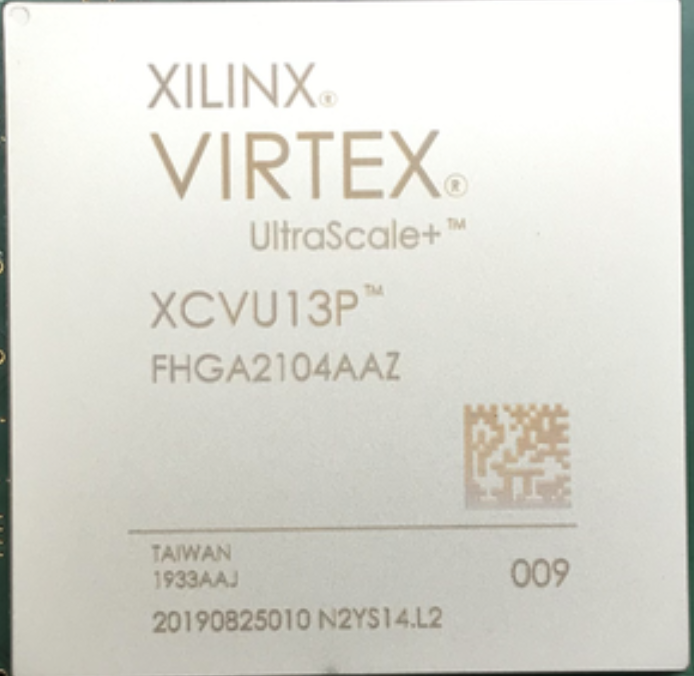 XILINX®
VIRTEX®
UltraScale+™
XCVU13P™
FHGA2104AAZ
TAIWAN
1933AAJ
009
20190825010 N2YS14.L2